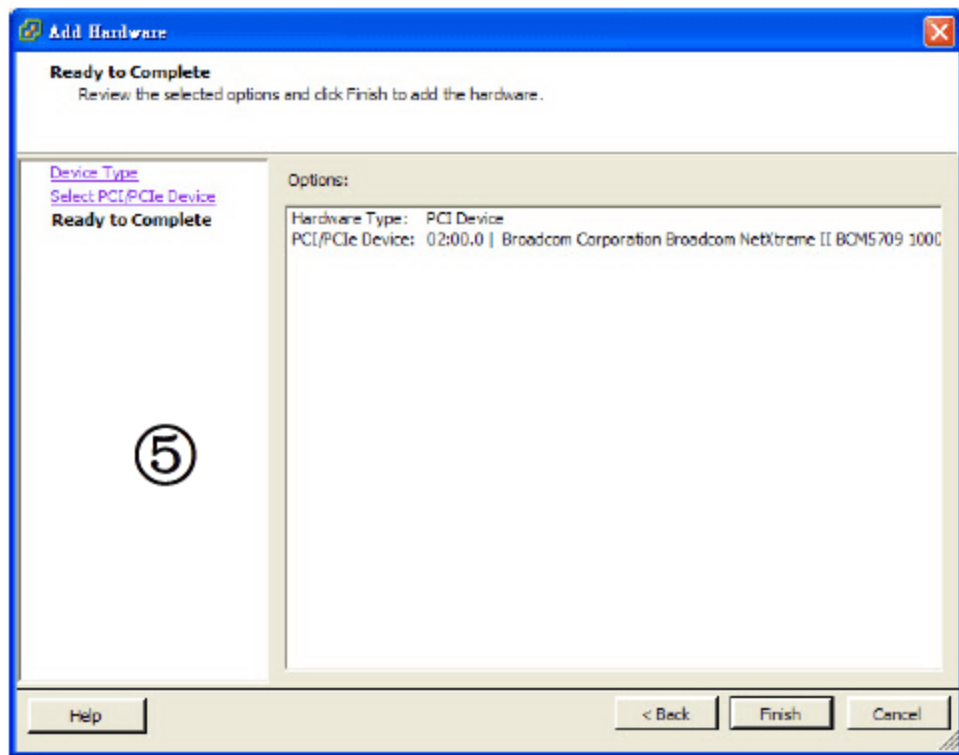 Add Hardware
Ready to Complete
Review the selected options and click Finish to add the hardware.
Device Type
Select PCI/PCIe Device
Ready to Complete
⑤
Options:
Hardware Type: PCI Device
PCI/PCIe Device: 02:00.0 | Broadcom Corporation Broadcom NetXtreme II BCM5709 1000
Help
< Back
Finish
Cancel